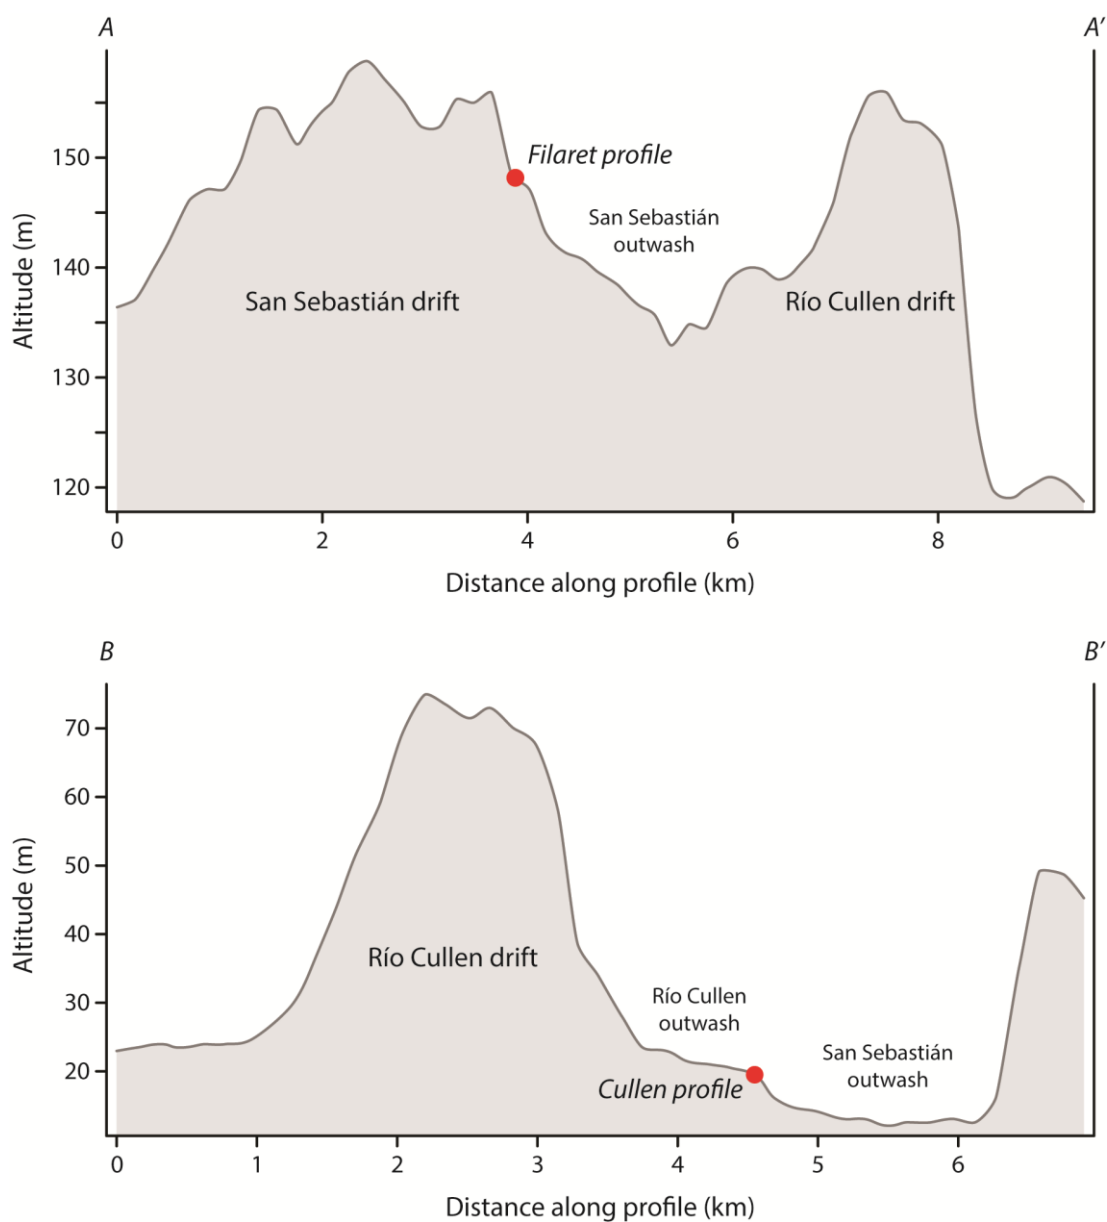 A
A′
Filaret profile
San Sebastián
outwash
San Sebastián drift
Río Cullen drift
Altitude (m)
150
140
130
120
0
2
4
6
8
Distance along profile (km)
B
B′
Río Cullen drift
Río Cullen
outwash
San Sebastián
outwash
Cullen profile
Altitude (m)
70
60
50
40
30
20
0
1
2
3
4
5
6
Distance along profile (km)